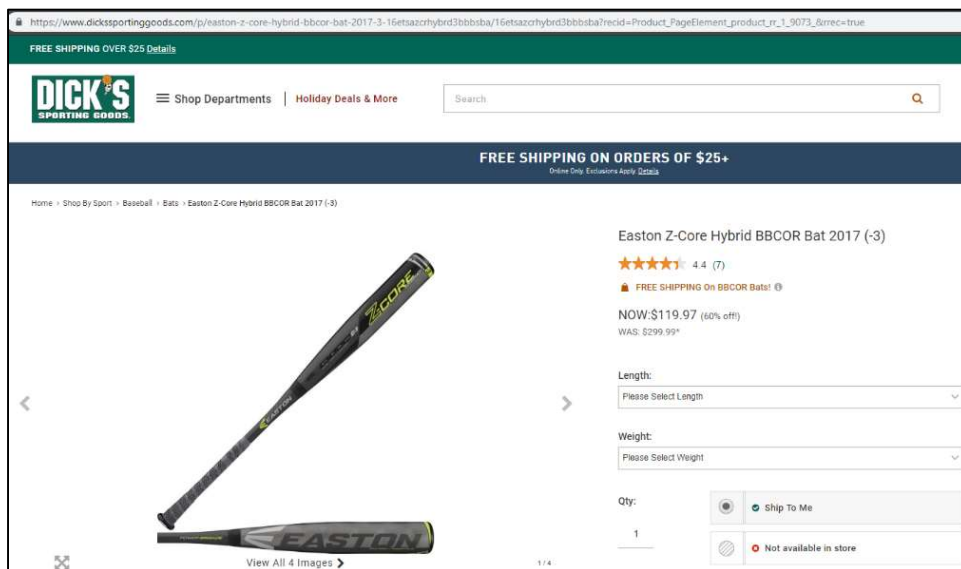 https://www.dickssportinggoods.com/p/easton-z-core-hybrid-bbcor-bat-2017-3-16etsazcrhybrd3bbbsba/16etsazcrhybrd3bbbsba?recid=Product_PageElement_product_rr_1_9073_&rrec=true
FREE SHIPPING OVER $25 Details
DICK'S
SPORTING GOODS.
Shop Departments
Holiday Deals & More
Search
FREE SHIPPING ON ORDERS OF $25+
Online Only. Exclusions Apply. Details
Home > Shop By Sport > Baseball > Bats > Easton Z-Core Hybrid BBCOR Bat 2017 (-3)
Easton Z-Core Hybrid BBCOR Bat 2017 (-3)
4.4 (7)
FREE SHIPPING On BBCOR Bats!
NOW:$119.97 (60% off!)
WAS: $299.99*
Length:
Please Select Length
Weight:
Please Select Weight
Qty:
1
Ship To Me
Not available in store
Z-CORE
EASTON
EASTON
View All 4 Images
1/4